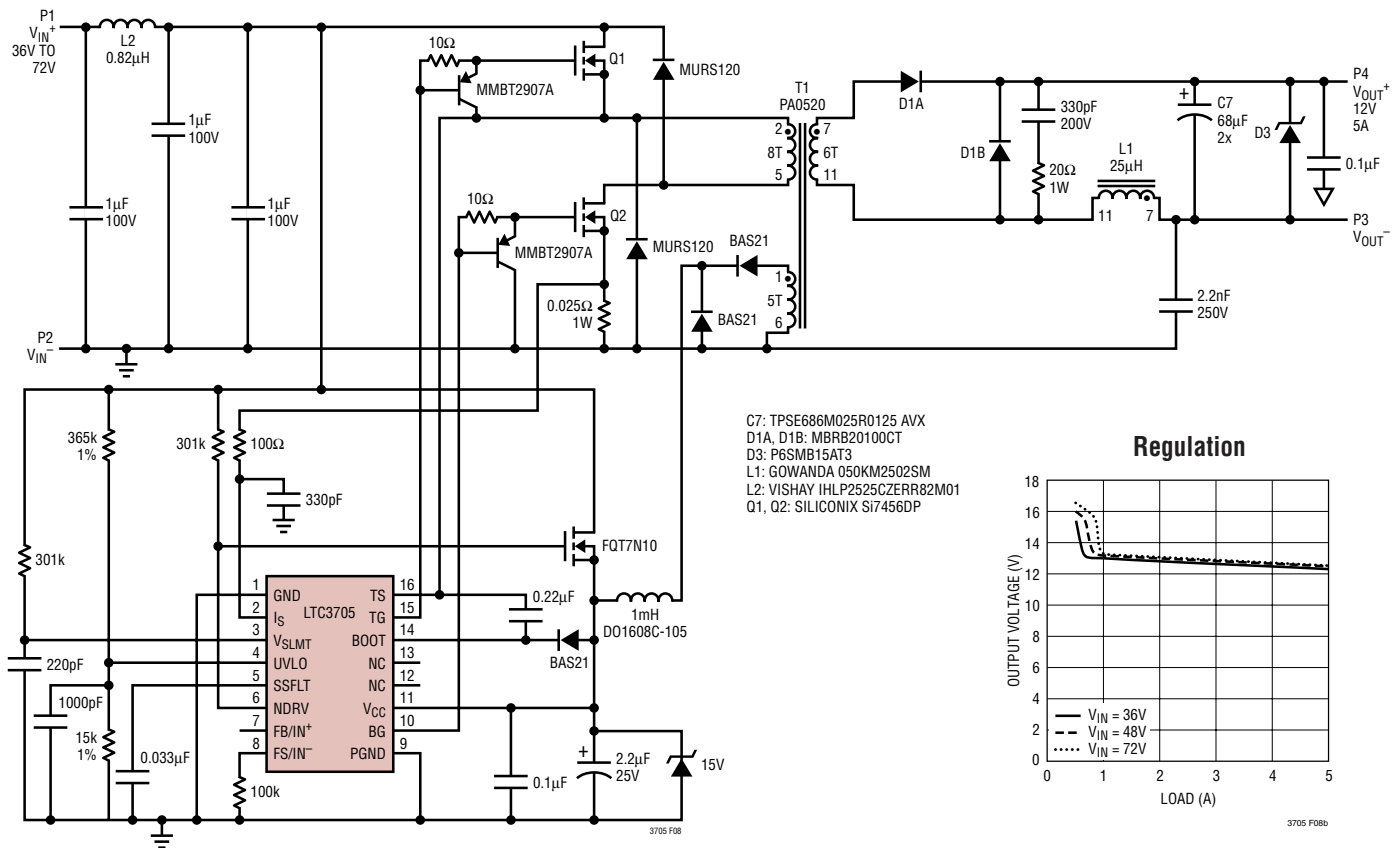 P1
VIN+
36V TO
72V
L2
0.82µH
1µF
100V
1µF
100V
1µF
100V
P2
VIN–
10Ω
MMBT2907A
Q1
MURS120
10Ω
MMBT2907A
Q2
MURS120
0.025Ω
1W
BAS21
BAS21
T1
PA0520
2
8T
5
7
6T
11
1
5T
6
D1A
D1B
330pF
200V
20Ω
1W
L1
25µH
11
7
+
C7
68µF
2x
D3
0.1µF
P4
VOUT+
12V
5A
P3
VOUT–
2.2nF
250V
365k
1%
301k
100Ω
330pF
301k
220pF
1000pF
15k
1%
0.033µF
100k
LTC3705
1
GND
2
IS
3
VSLMT
4
UVLO
5
SSFLT
6
NDRV
7
FB/IN+
8
FS/IN–
16
TS
15
TG
14
BOOT
13
NC
12
NC
11
VCC
10
BG
9
PGND
FQT7N10
0.22µF
BAS21
1mH
DO1608C-105
0.1µF
+
2.2µF
25V
15V
3705 F08
C7: TPSE686M025R0125 AVX
D1A, D1B: MBRB20100CT
D3: P6SMB15AT3
L1: GOWANDA 050KM2502SM
L2: VISHAY IHLP2525CZERR82M01
Q1, Q2: SILICONIX Si7456DP
Regulation
OUTPUT VOLTAGE (V)
18
16
14
12
10
8
6
4
2
0
VIN = 36V
VIN = 48V
VIN = 72V
0 1 2 3 4 5
LOAD (A)
3705 F08b